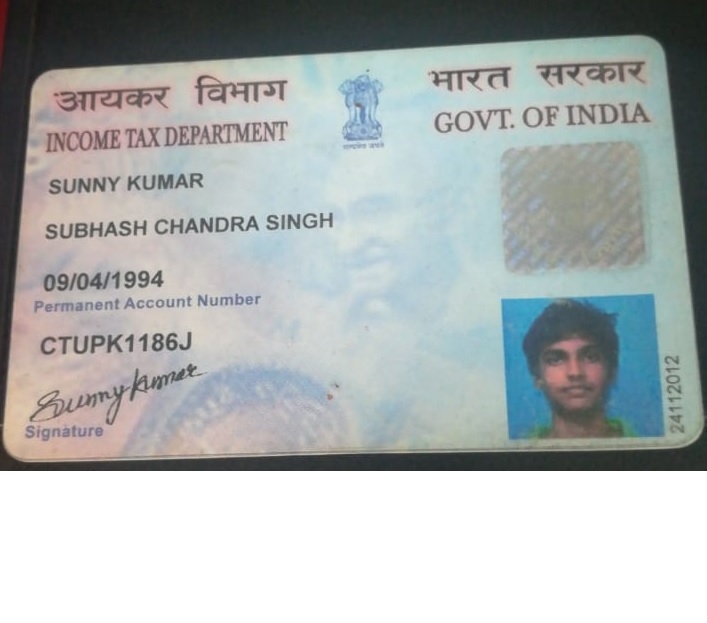 आयकर विभाग
INCOME TAX DEPARTMENT
भारत सरकार
GOVT. OF INDIA
सत्यमेव जयते
SUNNY KUMAR
SUBHASH CHANDRA SINGH
09/04/1994
Permanent Account Number
CTUPK1186J
Sunny kumar
Signature
24112012